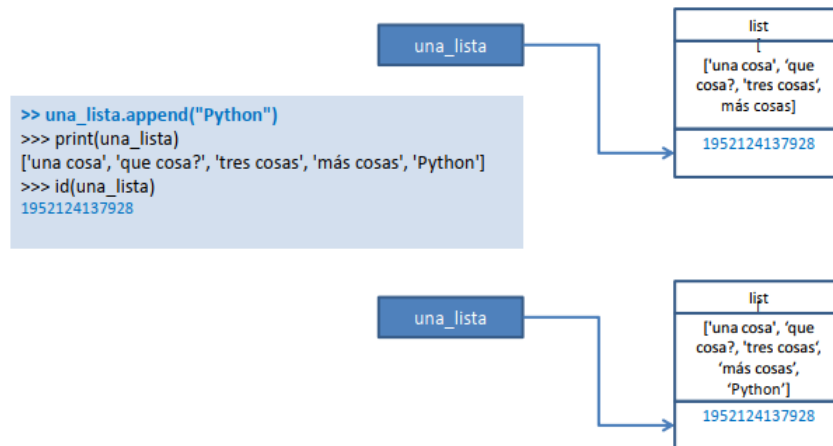 una_lista
list
[
['una cosa', ‘que
cosa?, 'tres cosas‘,
más cosas]
1952124137928
>> una_lista.append("Python")
>>> print(una_lista)
['una cosa', 'que cosa?', 'tres cosas', 'más cosas', 'Python']
>>> id(una_lista)
1952124137928
una_lista
list
['una cosa', ‘que
cosa?, 'tres cosas‘,
‘más cosas’,
‘Python’]
1952124137928